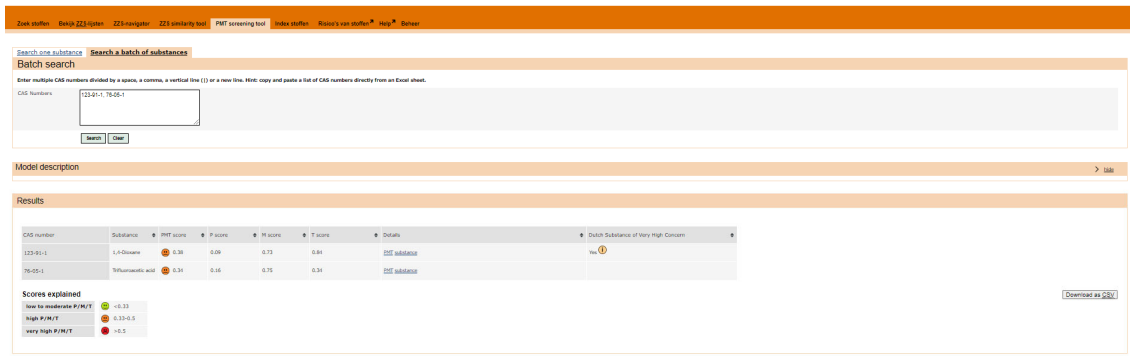 Zoek stoffen Bekijk ZZS-lijsten ZZS-navigator ZZS similarity tool PMT screening tool Index stoffen Risico's van stoffen Help Beheer
Search one substance Search a batch of substances
Batch search
Enter multiple CAS numbers divided by a space, a comma, a vertical line (|) or a new line. Hint: copy and paste a list of CAS numbers directly from an Excel sheet.
CAS Numbers 123-91-1, 76-05-1
Search Clear
Model description hide
Results
CAS number Substance PMT score P score M score T score Details Dutch Substance of Very High Concern
123-91-1 1,4-Dioxane 0.38 0.09 0.73 0.84 PMT substance Yes
76-05-1 Trifluoroacetic acid 0.34 0.16 0.75 0.34 PMT substance
Scores explained Download as CSV
low to moderate P/M/T <0.33
high P/M/T 0.33-0.5
very high P/M/T >0.5